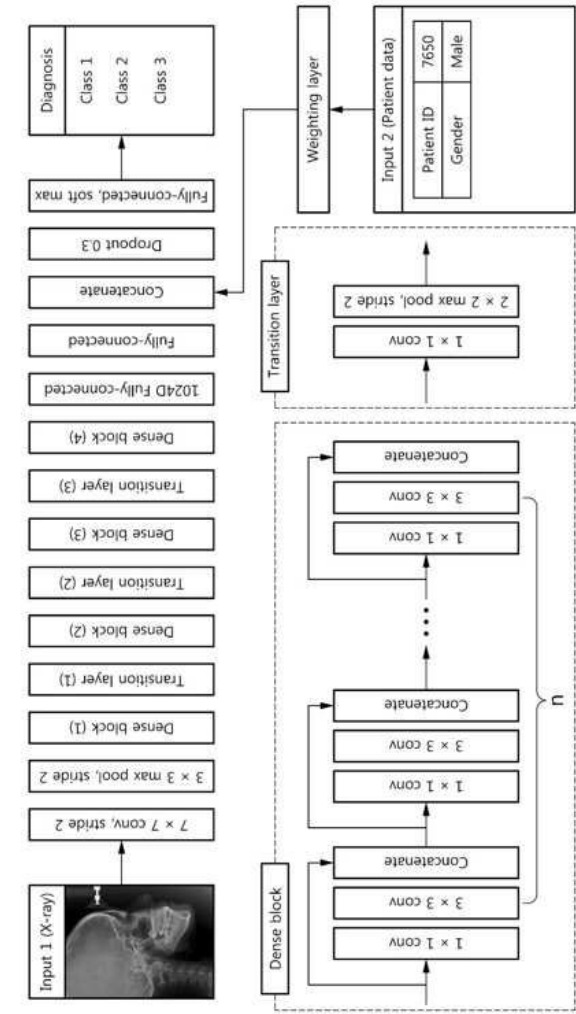 Input 1 (X-ray)
7 × 7 conv, stride 2
3 × 3 max pool, stride 2
Dense block (1)
Transition layer (1)
Dense block (2)
Transition layer (2)
Dense block (3)
Transition layer (3)
Dense block (4)
1024D Fully-connected
Fully-connected
Concatenate
Dropout 0.3
Fully-connected, soft max
Diagnosis
Class 1
Class 2
Class 3
Dense block
1 × 1 conv
3 × 3 conv
Concatenate
1 × 1 conv
3 × 3 conv
Concatenate
•••
1 × 1 conv
3 × 3 conv
Concatenate
n
Transition layer
1 × 1 conv
2 × 2 max pool, stride 2
Weighting layer
Input 2 (Patient data)
Patient ID 7650
Gender Male